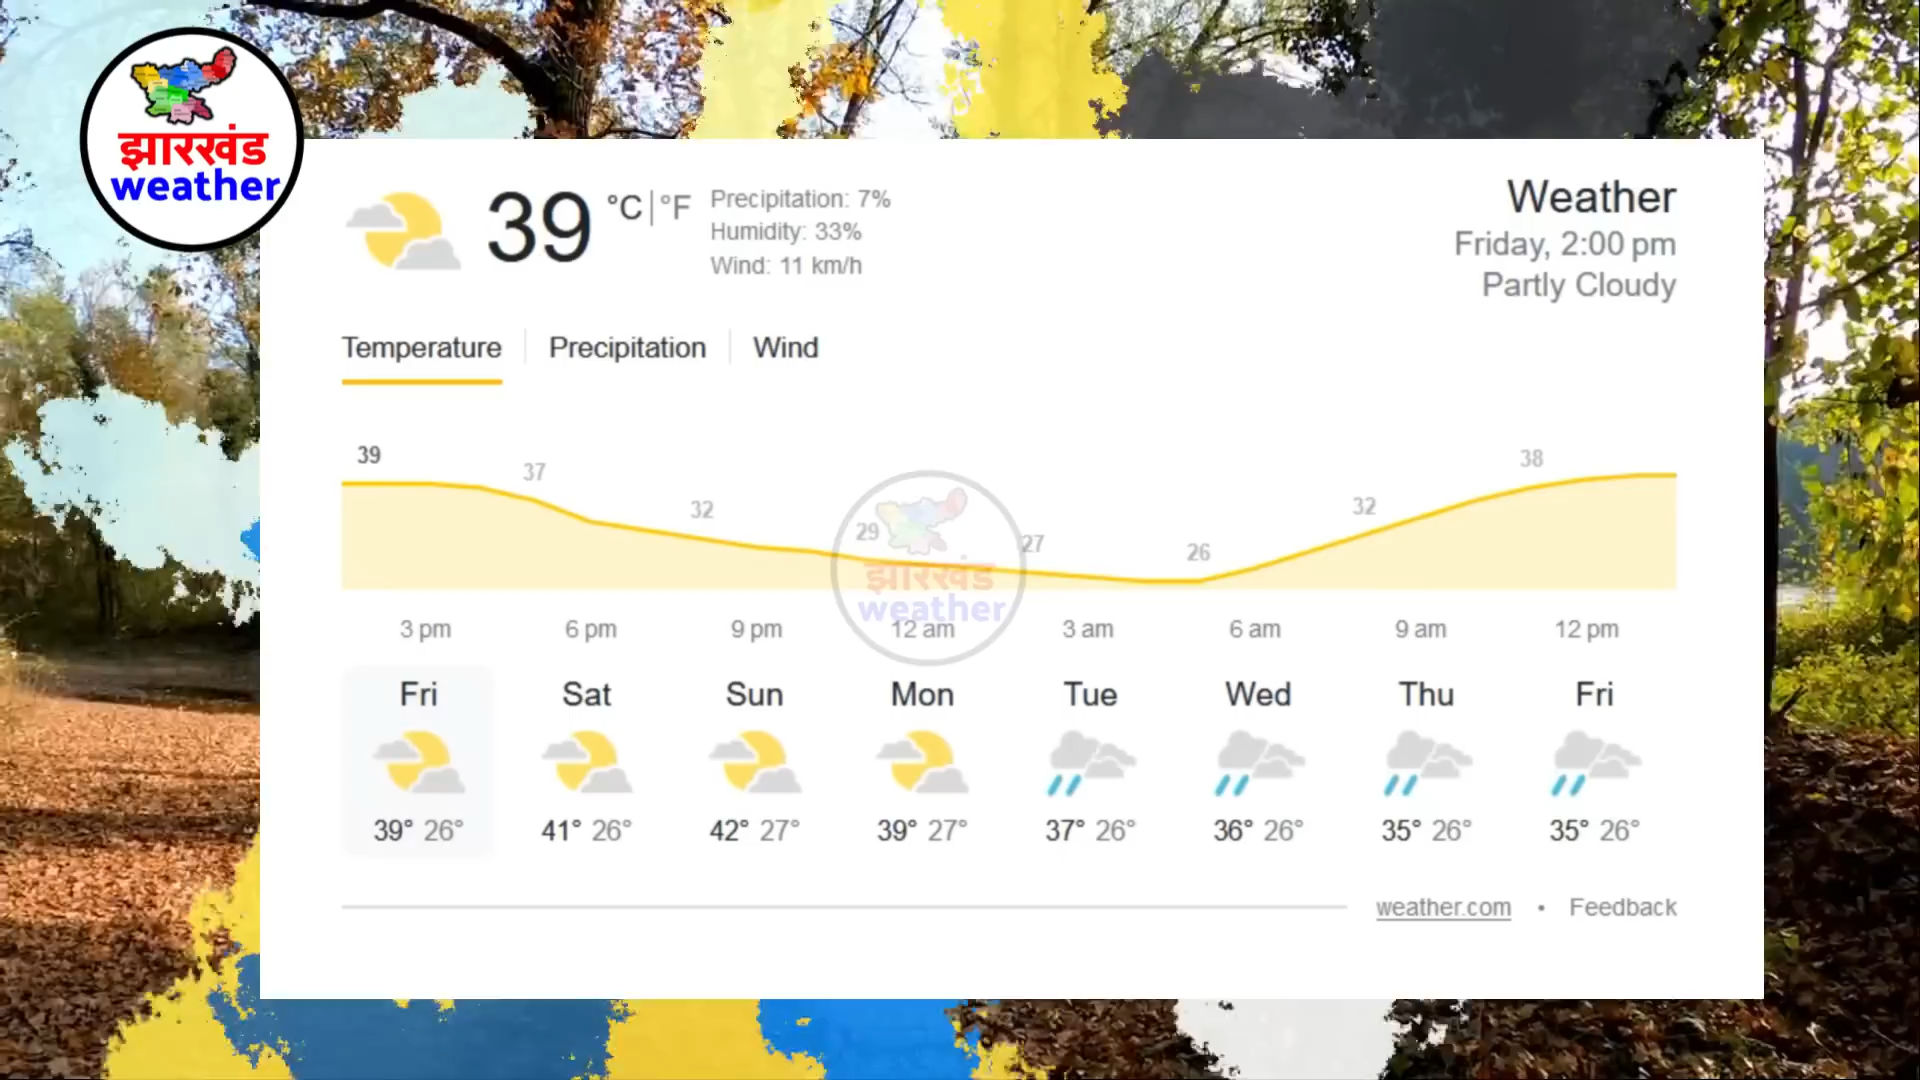 झारखंड
weather
39 °C | °F
Precipitation: 7%
Humidity: 33%
Wind: 11 km/h
Weather
Friday, 2:00 pm
Partly Cloudy
Temperature | Precipitation | Wind
39 37 32 29 27 26 32 38
झारखंड
weather
3 pm 6 pm 9 pm 12 am 3 am 6 am 9 am 12 pm
Fri Sat Sun Mon Tue Wed Thu Fri
39° 26° 41° 26° 42° 27° 39° 27° 37° 26° 36° 26° 35° 26° 35° 26°
weather.com • Feedback